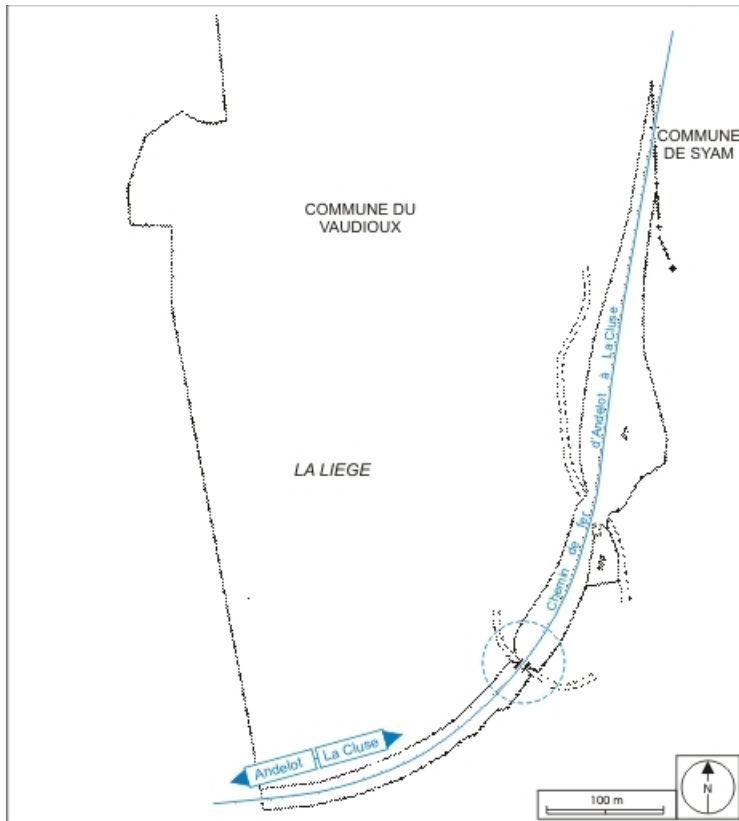 COMMUNE
DE SYAM
COMMUNE DU
VAUDIOUX
d'Andelot à La Cluse
LA LIEGE
Chemin de fer
Andelot
La Cluse
N
100 m